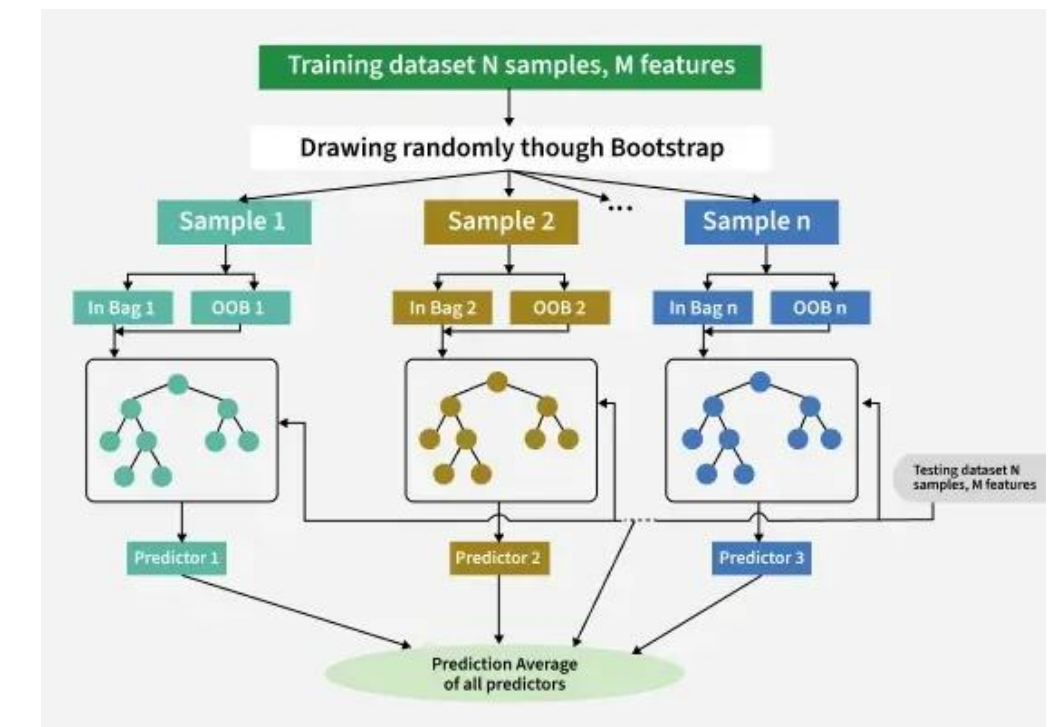 Training dataset N samples, M features
Drawing randomly though Bootstrap
Sample 1
Sample 2
...
Sample n
In Bag 1
OOB 1
In Bag 2
OOB 2
In Bag n
OOB n
Testing dataset N
samples, M features
Predictor 1
Predictor 2
Predictor 3
Prediction Average
of all predictors